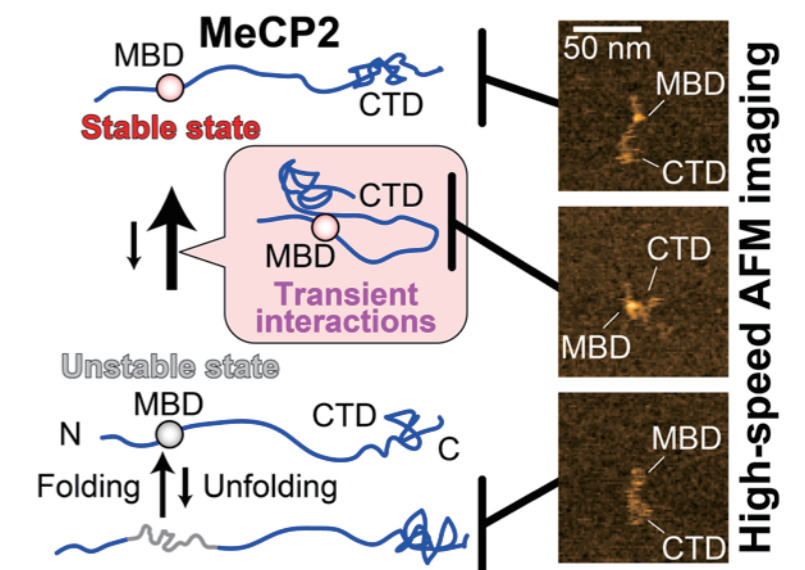 MeCP2
MBD
CTD
Stable state
CTD
MBD
Transient
interactions
Unstable state
MBD
CTD
N
C
Folding
Unfolding
50 nm
MBD
CTD
CTD
MBD
MBD
CTD
High-speed AFM imaging